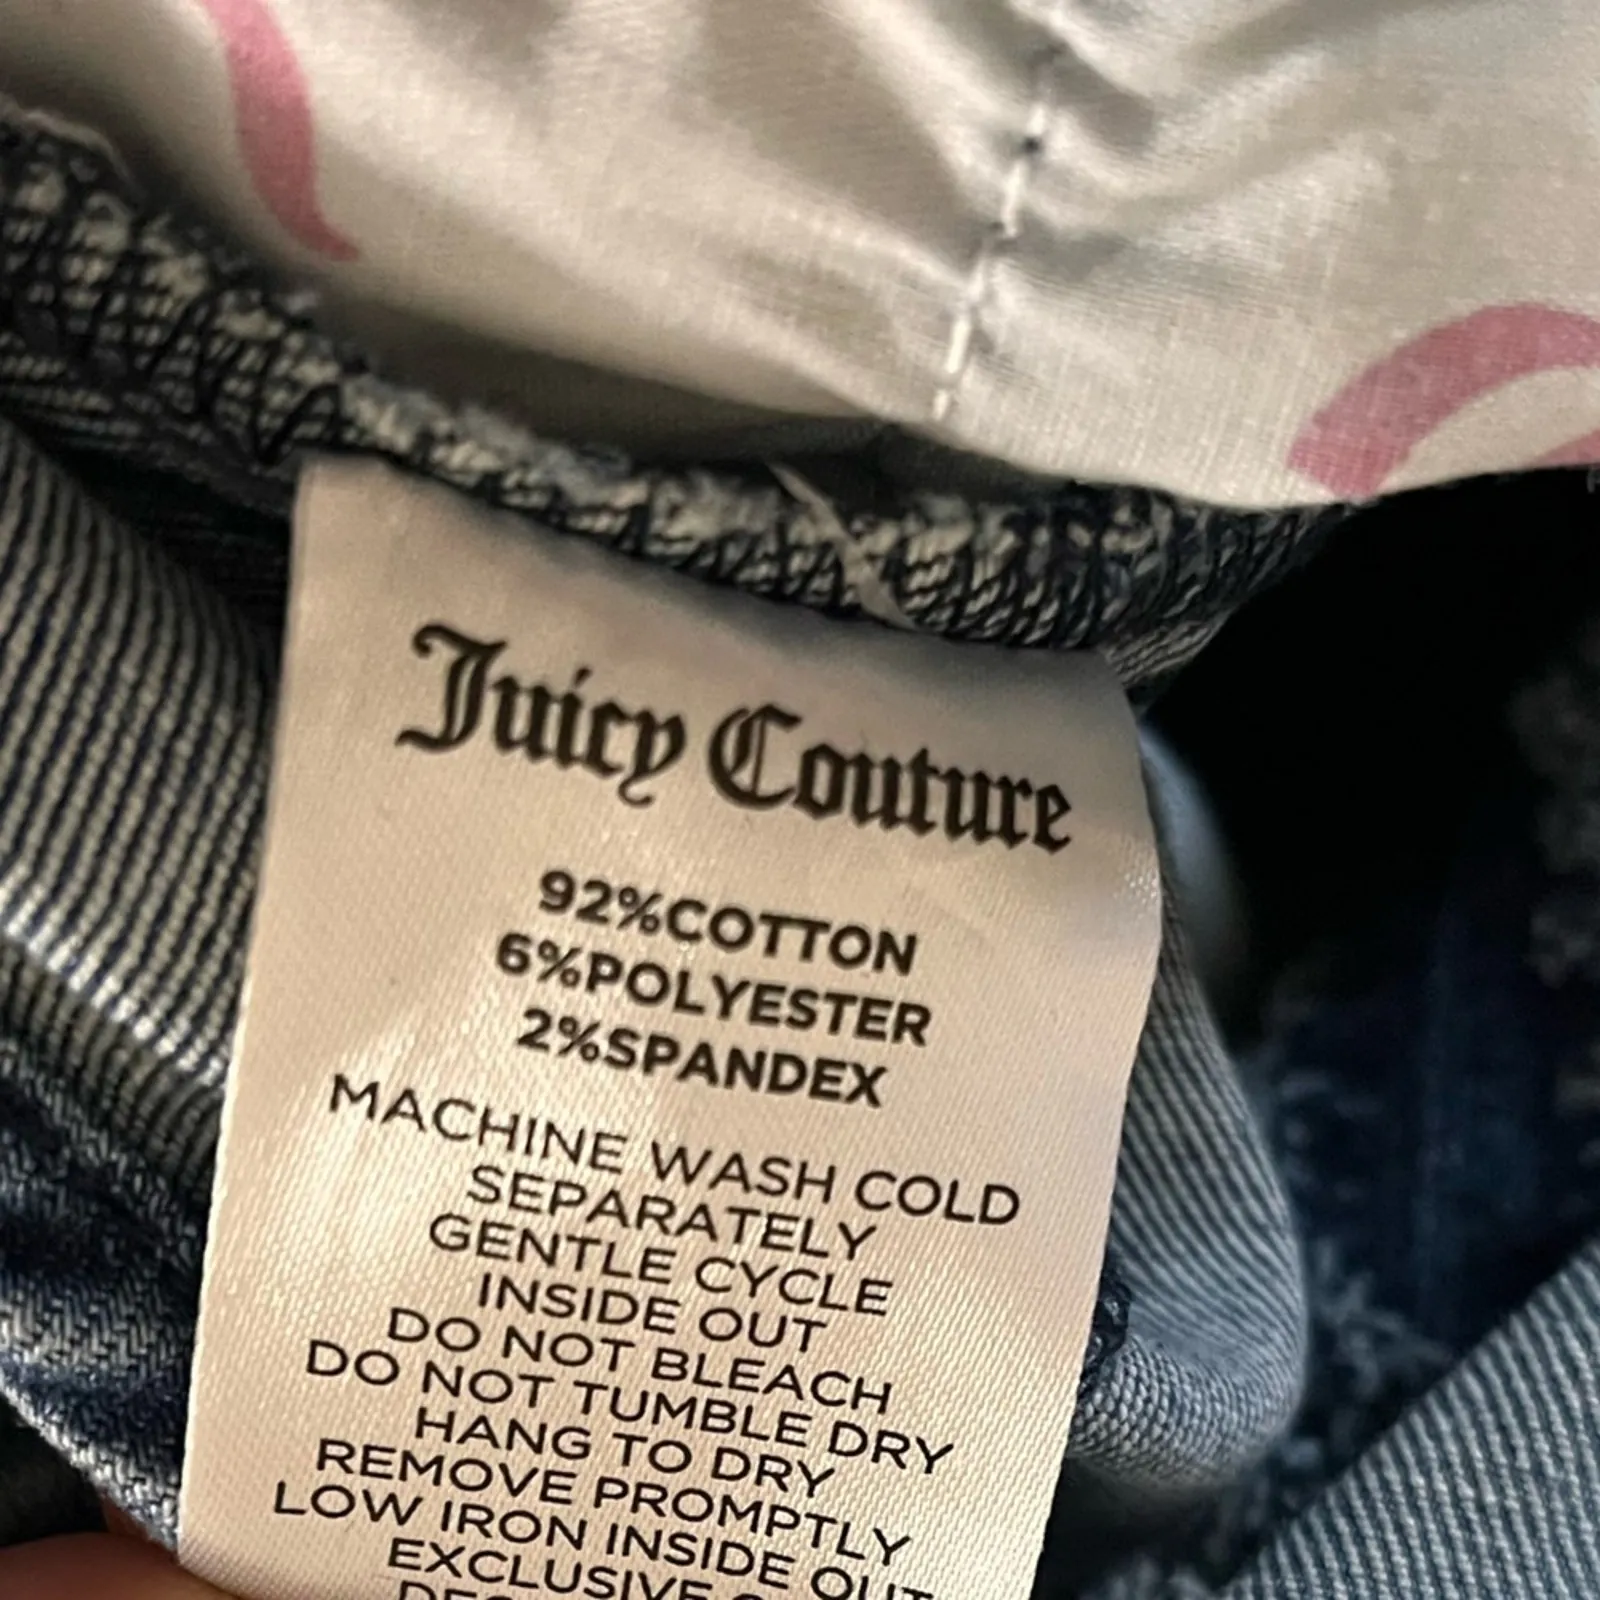 Juicy Couture
92%COTTON
6%POLYESTER
2%SPANDEX
MACHINE WASH COLD
SEPARATELY
GENTLE CYCLE
INSIDE OUT
DO NOT BLEACH
DO NOT TUMBLE DRY
HANG TO DRY
REMOVE PROMPTLY
LOW IRON INSIDE OUT
EXCLUSIVE